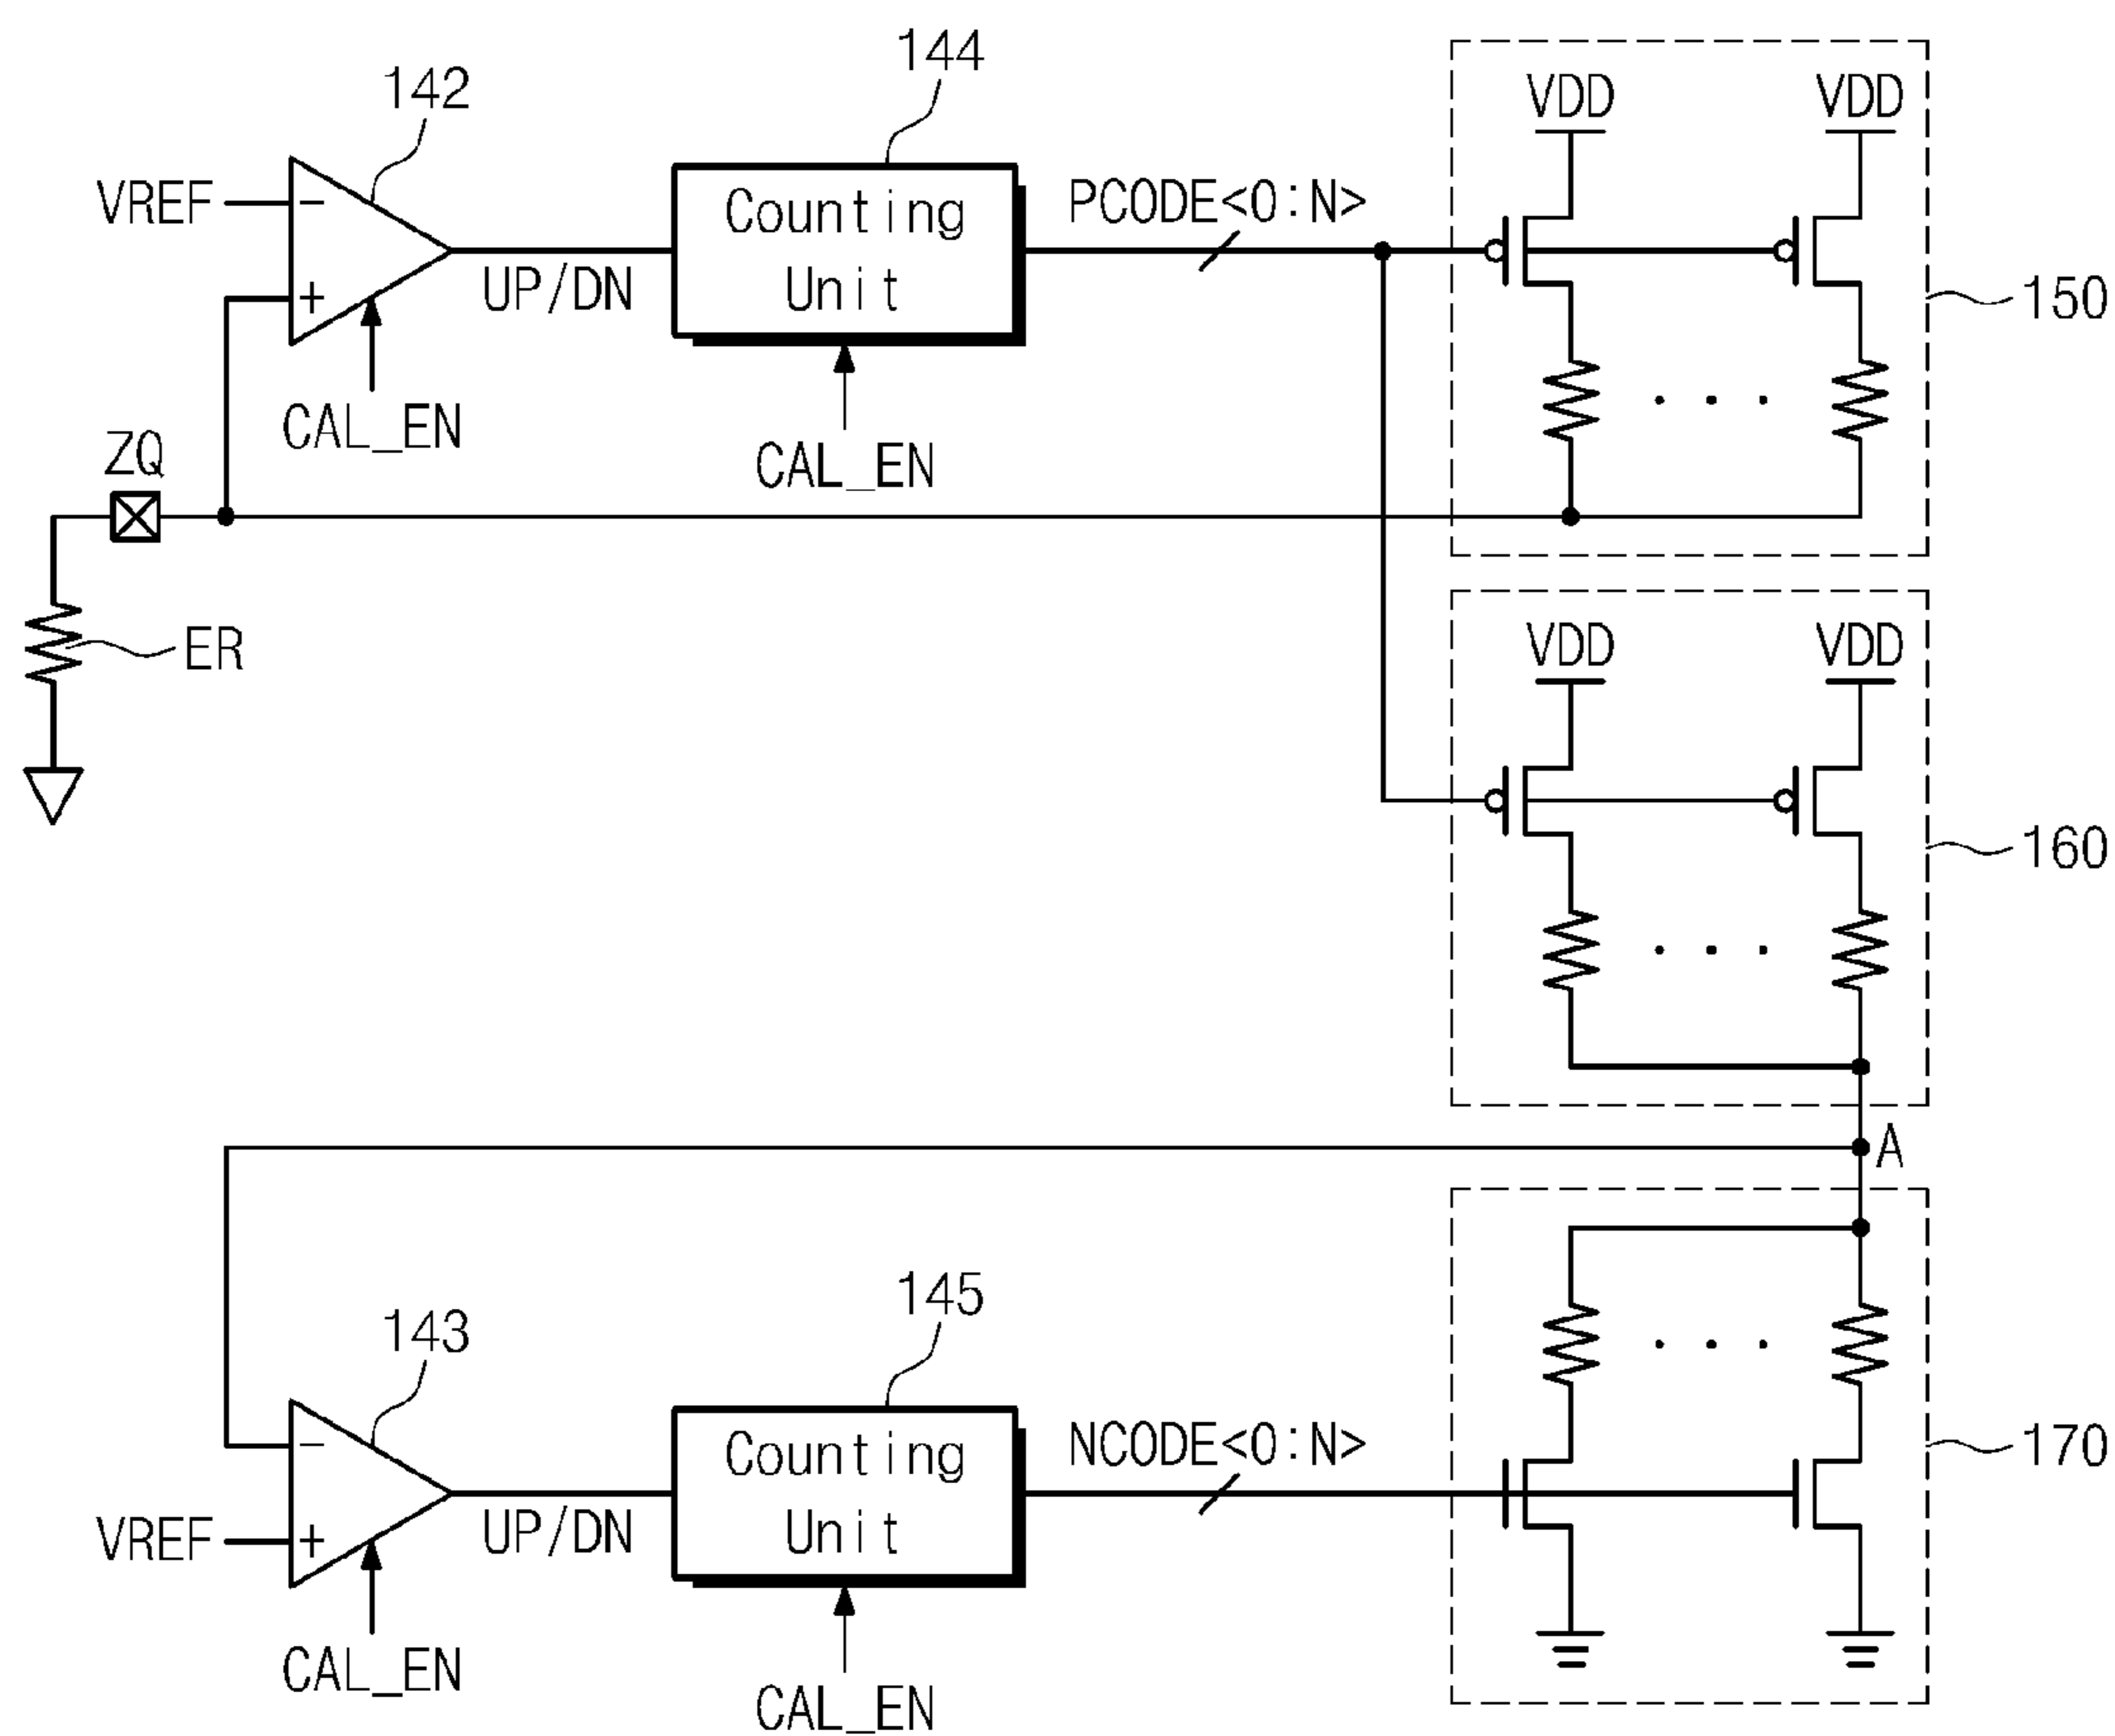 144
142
VDD VDD
VREF
−
+
Counting
Unit
UP/DN
PCODE<0:N>
150
CAL_EN
CAL_EN
ZQ
ER
VDD VDD
160
A
145
143
−
+
VREF
Counting
Unit
UP/DN
NCODE<0:N>
170
CAL_EN
CAL_EN